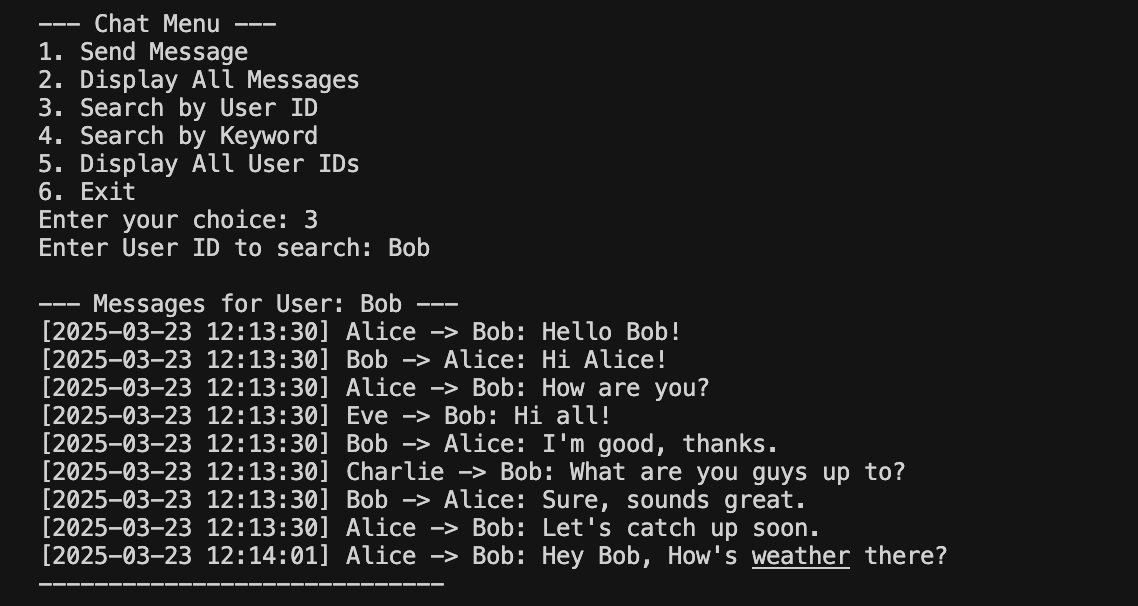 --- Chat Menu ---
1. Send Message
2. Display All Messages
3. Search by User ID
4. Search by Keyword
5. Display All User IDs
6. Exit
Enter your choice: 3
Enter User ID to search: Bob
--- Messages for User: Bob ---
[2025-03-23 12:13:30] Alice -> Bob: Hello Bob!
[2025-03-23 12:13:30] Bob -> Alice: Hi Alice!
[2025-03-23 12:13:30] Alice -> Bob: How are you?
[2025-03-23 12:13:30] Eve -> Bob: Hi all!
[2025-03-23 12:13:30] Bob -> Alice: I'm good, thanks.
[2025-03-23 12:13:30] Charlie -> Bob: What are you guys up to?
[2025-03-23 12:13:30] Bob -> Alice: Sure, sounds great.
[2025-03-23 12:13:30] Alice -> Bob: Let's catch up soon.
[2025-03-23 12:14:01] Alice -> Bob: Hey Bob, How's weather there?
-----------------------------